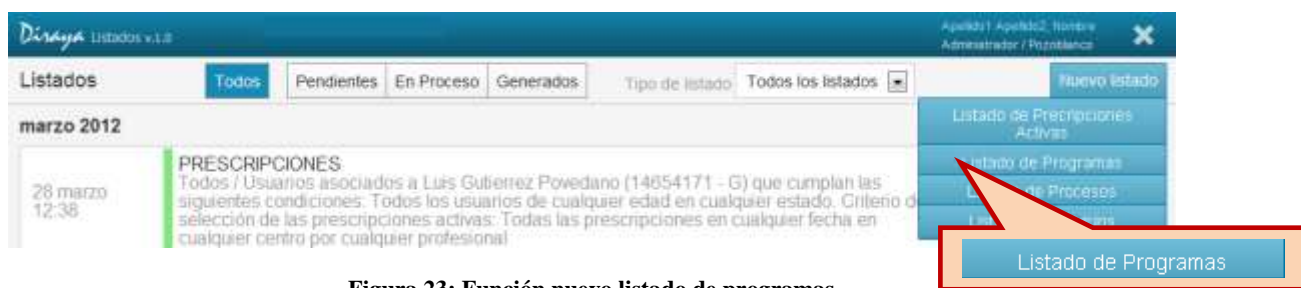 Diraya Listados v.1.0
Apellido1 Apellido2, Nombre
Administrador / Pozoblanco
Listados Todos Pendientes En Proceso Generados Tipo de listado Todos los listados Nuevo listado
marzo 2012
Listado de Precripciones
Activas
Listado de Programas
de Procesos
28 marzo
12:38
PRESCRIPCIONES
Todos / Usuarios asociados a Luis Gutierrez Povedano (14654171 - G) que cumplan las
siguientes condiciones: Todos los usuarios de cualquier edad en cualquier estado. Criterio d
selección de las prescripciones activas: Todas las prescripciones en cualquier fecha en
cualquier centro por cualquier profesional
Listado de Programas
Figura 23: Función nuevo listado de programas